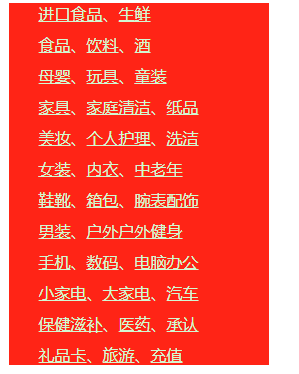 进口食品、生鲜
食品、饮料、酒
母婴、玩具、童装
家具、家庭清洁、纸品
美妆、个人护理、洗洁
女装、内衣、中老年
鞋靴、箱包、腕表配饰
男装、户外户外健身
手机、数码、电脑办公
小家电、大家电、汽车
保健滋补、医药、承认
礼品卡、旅游、充值